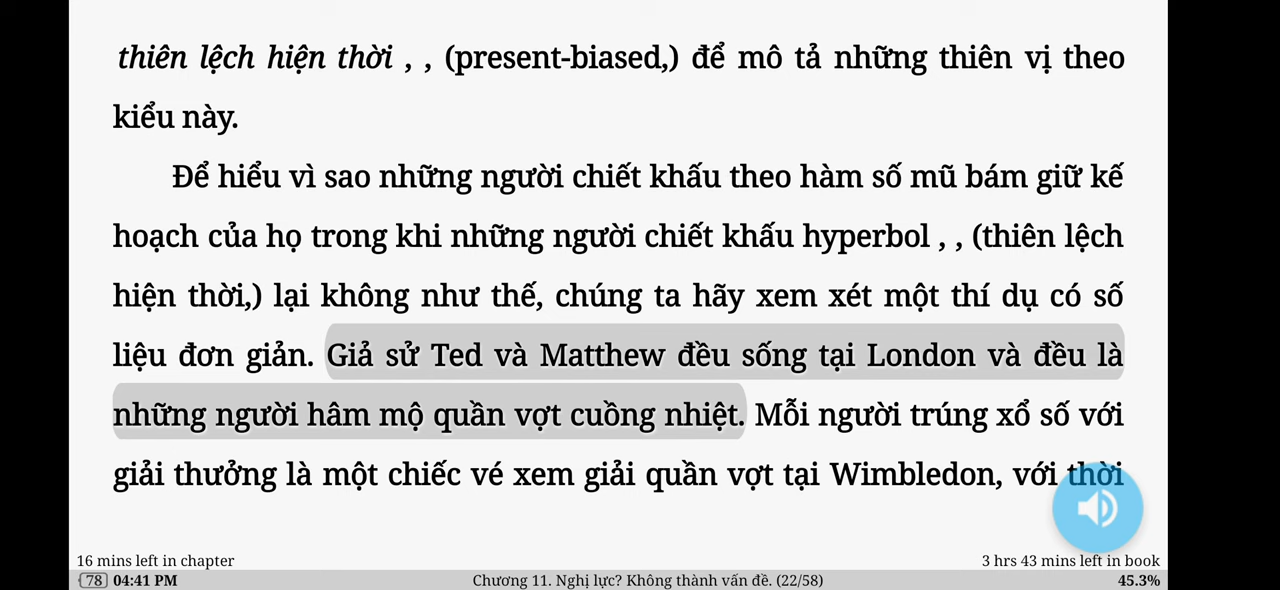 thiên lệch hiện thời , , (present-biased,) để mô tả những thiên vị theo
kiểu này.
Để hiểu vì sao những người chiết khấu theo hàm số mũ bám giữ kế
hoạch của họ trong khi những người chiết khấu hyperbol , , (thiên lệch
hiện thời,) lại không như thế, chúng ta hãy xem xét một thí dụ có số
liệu đơn giản. Giả sử Ted và Matthew đều sống tại London và đều là
những người hâm mộ quần vợt cuồng nhiệt. Mỗi người trúng xổ số với
giải thưởng là một chiếc vé xem giải quần vợt tại Wimbledon, với thời
16 mins left in chapter 3 hrs 43 mins left in book
78 04:41 PM Chương 11. Nghị lực? Không thành vấn đề. (22/58) 45.3%